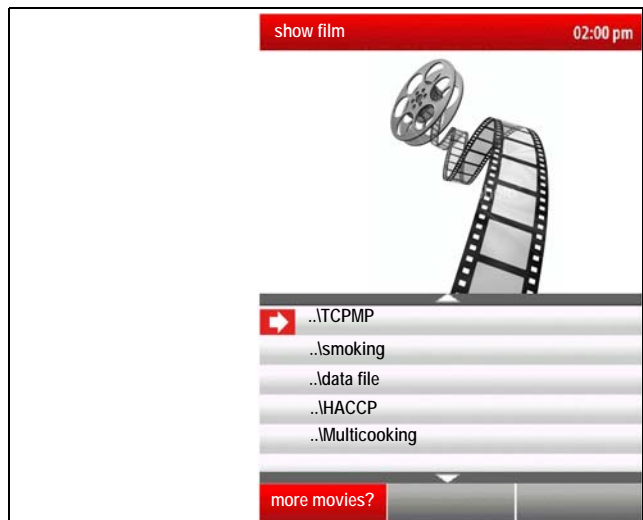 show film 02:00 pm
..\TCPMP
..\smoking
..\data file
..\HACCP
..\Multicooking
more movies?